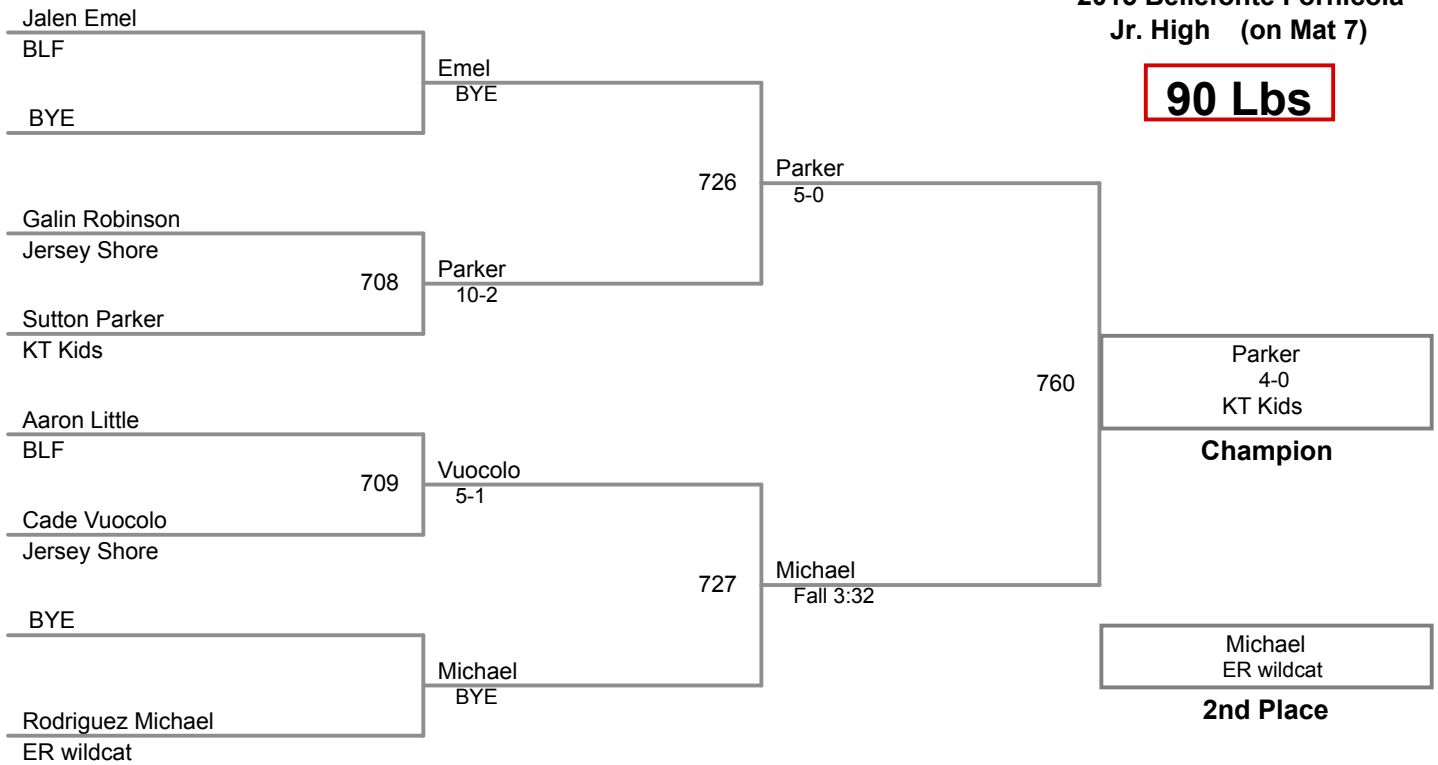 Bellefonte Fornicola
Jr. High (on Mat 7)
90 Lbs
Jalen Emel
BLF
Emel
BYE
BYE
726
Parker
5-0
Galin Robinson
Jersey Shore
708
Parker
10-2
Sutton Parker
KT Kids
760
Parker
4-0
KT Kids
Champion
Aaron Little
BLF
709
Vuocolo
5-1
Cade Vuocolo
Jersey Shore
727
Michael
Fall 3:32
BYE
Michael
BYE
Rodriguez Michael
ER wildcat
Michael
ER wildcat
2nd Place